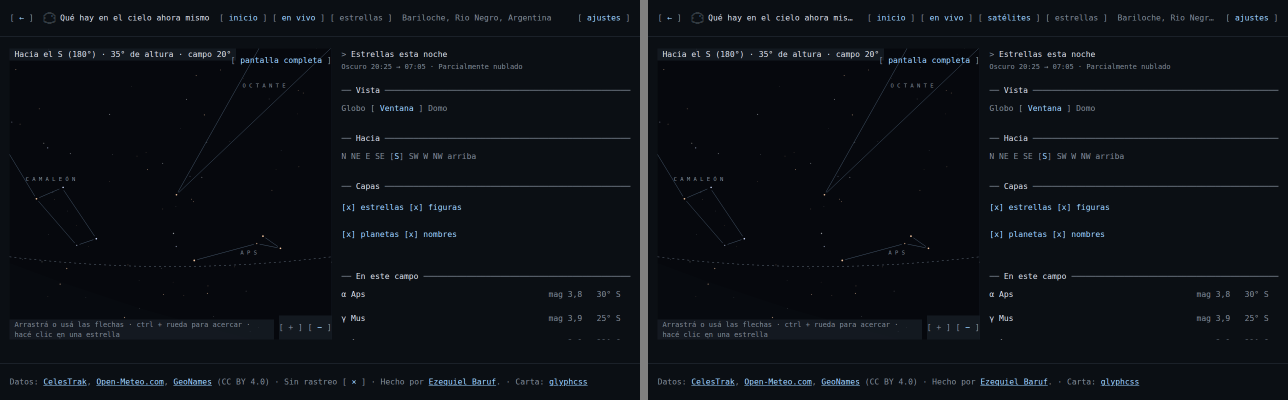 [ ← ] Qué hay en el cielo ahora mismo [ inicio ] [ en vivo ] [ estrellas ] Bariloche, Río Negro, Argentina [ ajustes ]
Hacia el S (180°) · 35° de altura · campo 20°
[ pantalla completa ]
OCTANTE
CAMALEÓN
APS
Arrastrá o usá las flechas · ctrl + rueda para acercar ·
hacé clic en una estrella
[ + ] [ − ]
> Estrellas esta noche
Oscuro 20:25 → 07:05 · Parcialmente nublado
Vista
Globo [ Ventana ] Domo
Hacia
N NE E SE [S] SW W NW arriba
Capas
[x] estrellas [x] figuras
[x] planetas [x] nombres
En este campo
α Aps mag 3,8 30° S
γ Mus mag 3,9 25° S
Datos: CelesTrak, Open-Meteo.com, GeoNames (CC BY 4.0) · Sin rastreo [ × ] · Hecho por Ezequiel Baruf. · Carta: glyphcss
[ ← ] Qué hay en el cielo ahora mis… [ inicio ] [ en vivo ] [ satélites ] [ estrellas ] Bariloche, Río Negr… [ ajustes ]
Hacia el S (180°) · 35° de altura · campo 20°
[ pantalla completa ]
OCTANTE
CAMALEÓN
APS
Arrastrá o usá las flechas · ctrl + rueda para acercar ·
hacé clic en una estrella
[ + ] [ − ]
> Estrellas esta noche
Oscuro 20:25 → 07:05 · Parcialmente nublado
Vista
Globo [ Ventana ] Domo
Hacia
N NE E SE [S] SW W NW arriba
Capas
[x] estrellas [x] figuras
[x] planetas [x] nombres
En este campo
α Aps mag 3,8 30° S
γ Mus mag 3,9 25° S
Datos: CelesTrak, Open-Meteo.com, GeoNames (CC BY 4.0) · Hecho por Ezequiel Baruf. · Carta: glyphcss